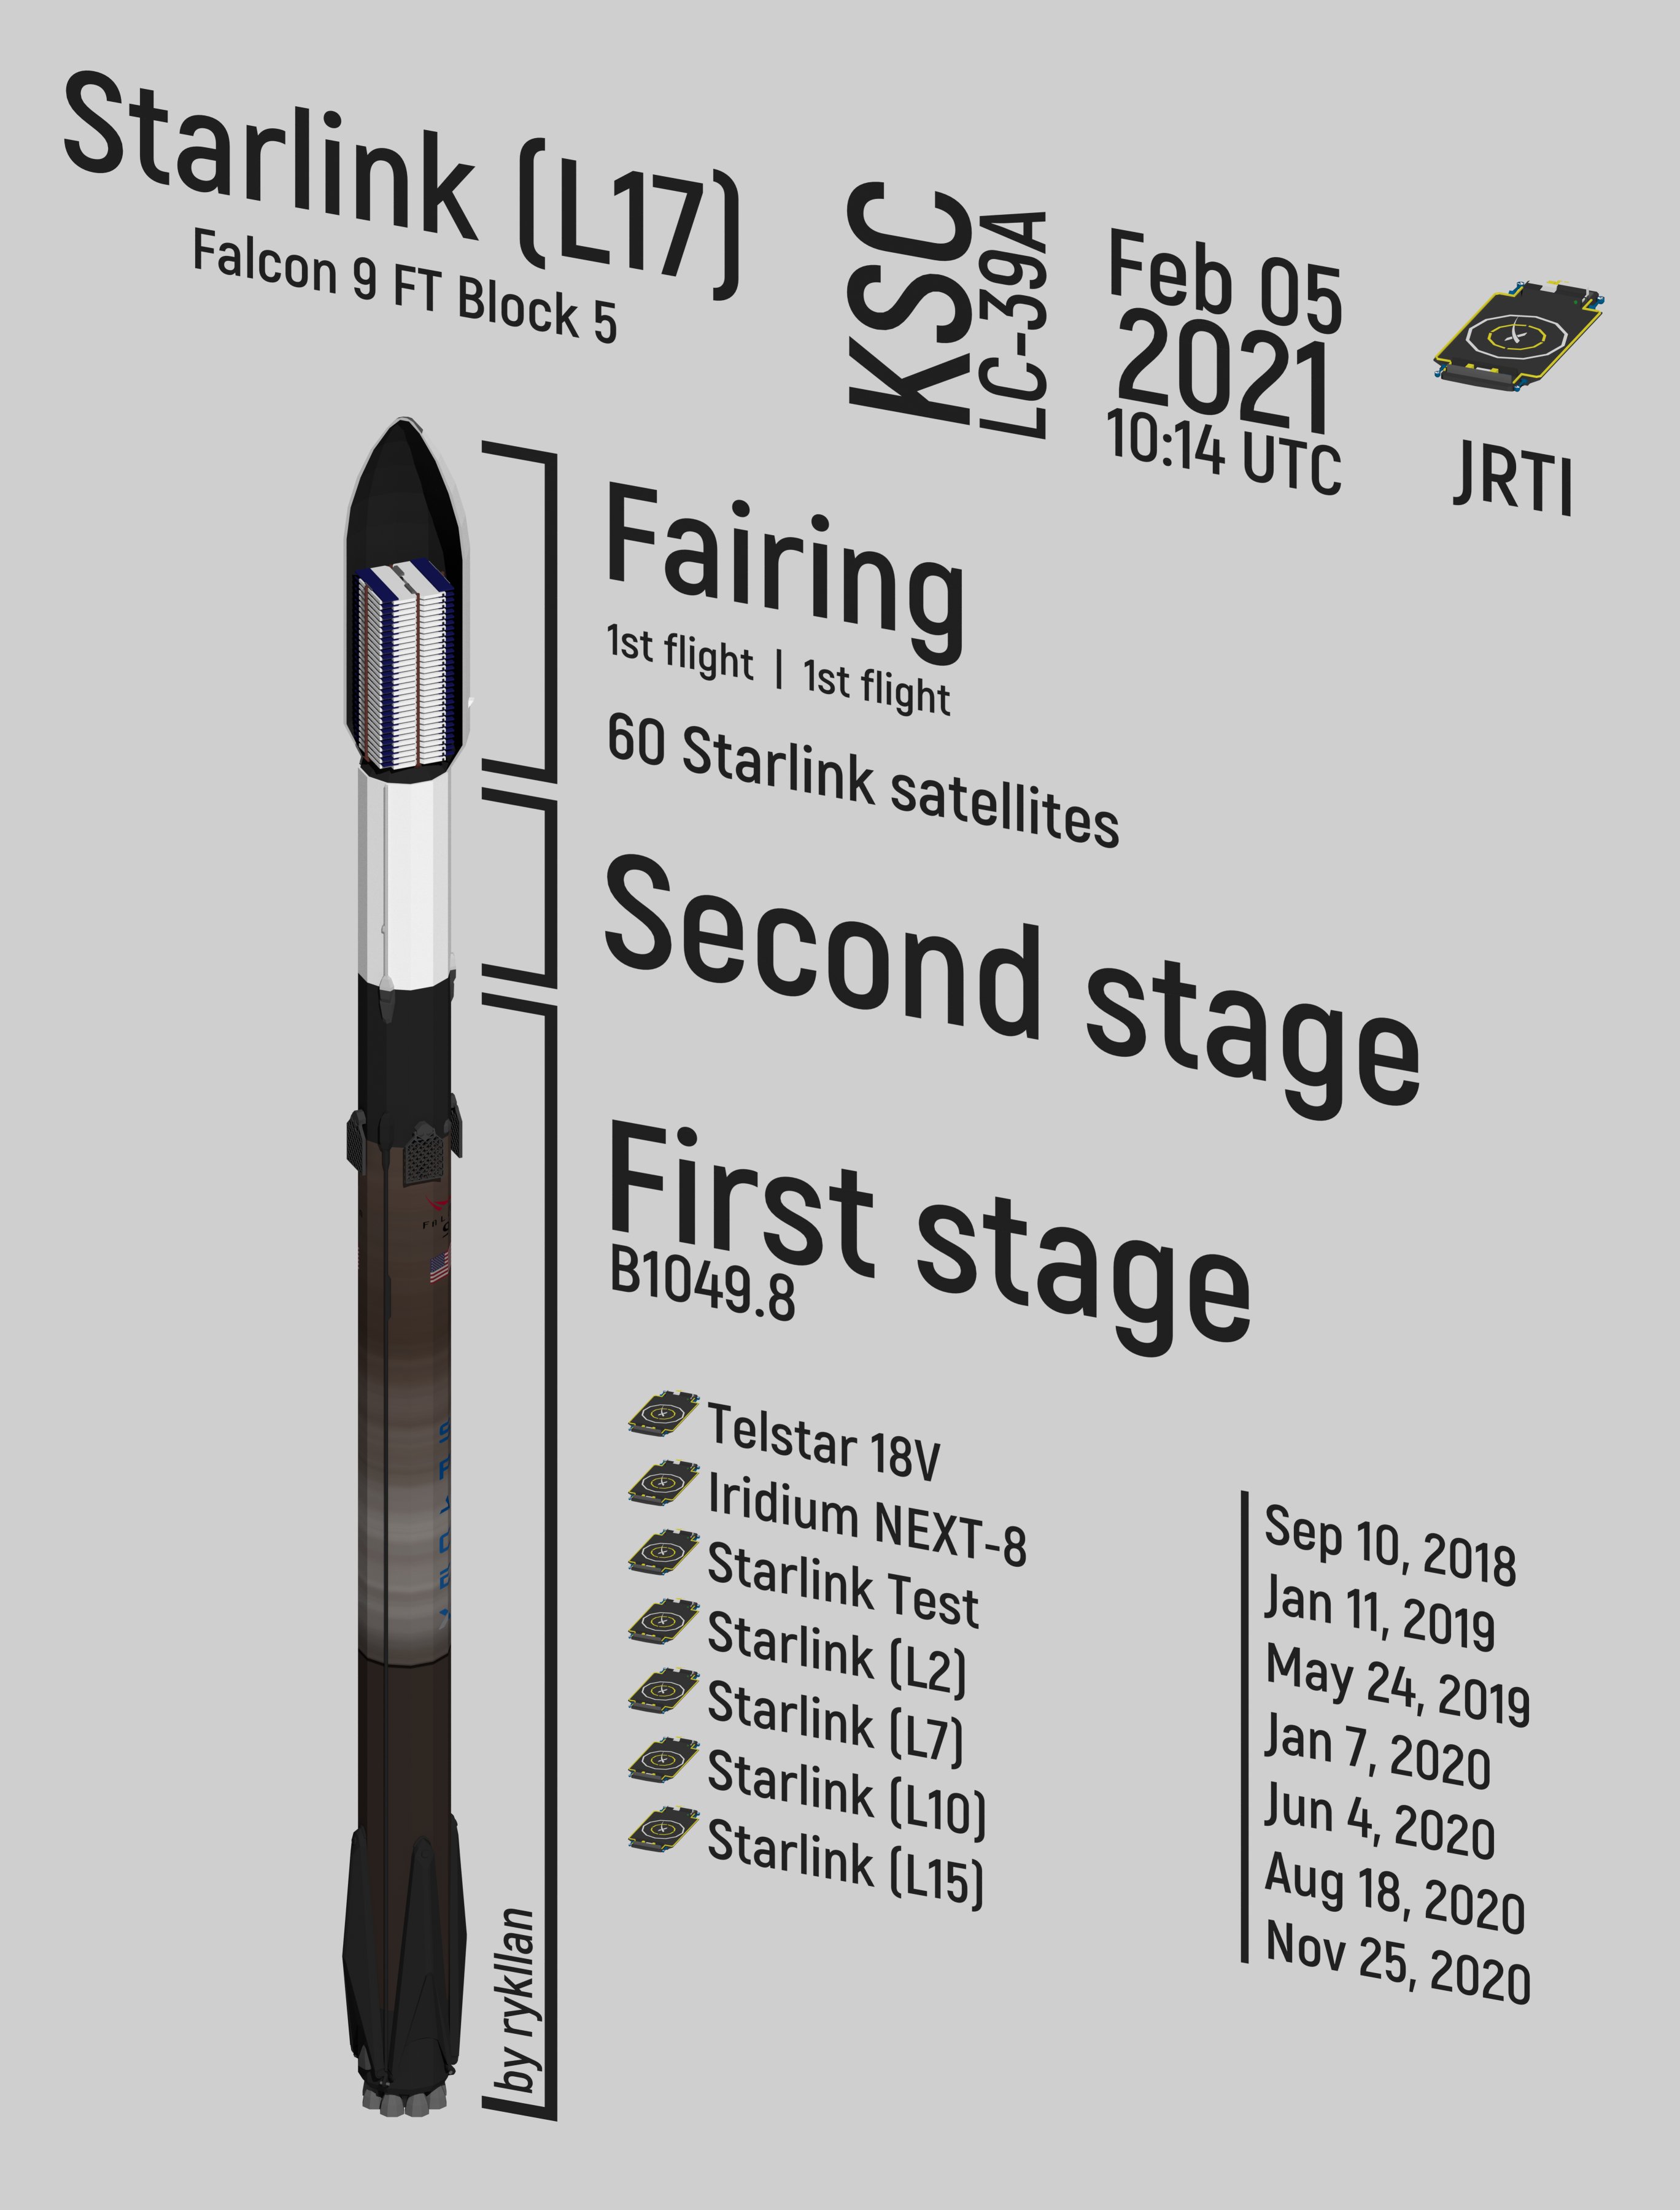 Starlink (L17)
Falcon 9 FT Block 5
KSC
LC-39A
Feb 05
2021
10:14 UTC
JRTI
Fairing
1st flight | 1st flight
60 Starlink satellites
Second stage
First stage
B1049.8
Telstar 18V
Iridium NEXT-8
Starlink Test
Starlink (L2)
Starlink (L7)
Starlink (L10)
Starlink (L15)
Sep 10, 2018
Jan 11, 2019
May 24, 2019
Jan 7, 2020
Jun 4, 2020
Aug 18, 2020
Nov 25, 2020
by rykllan